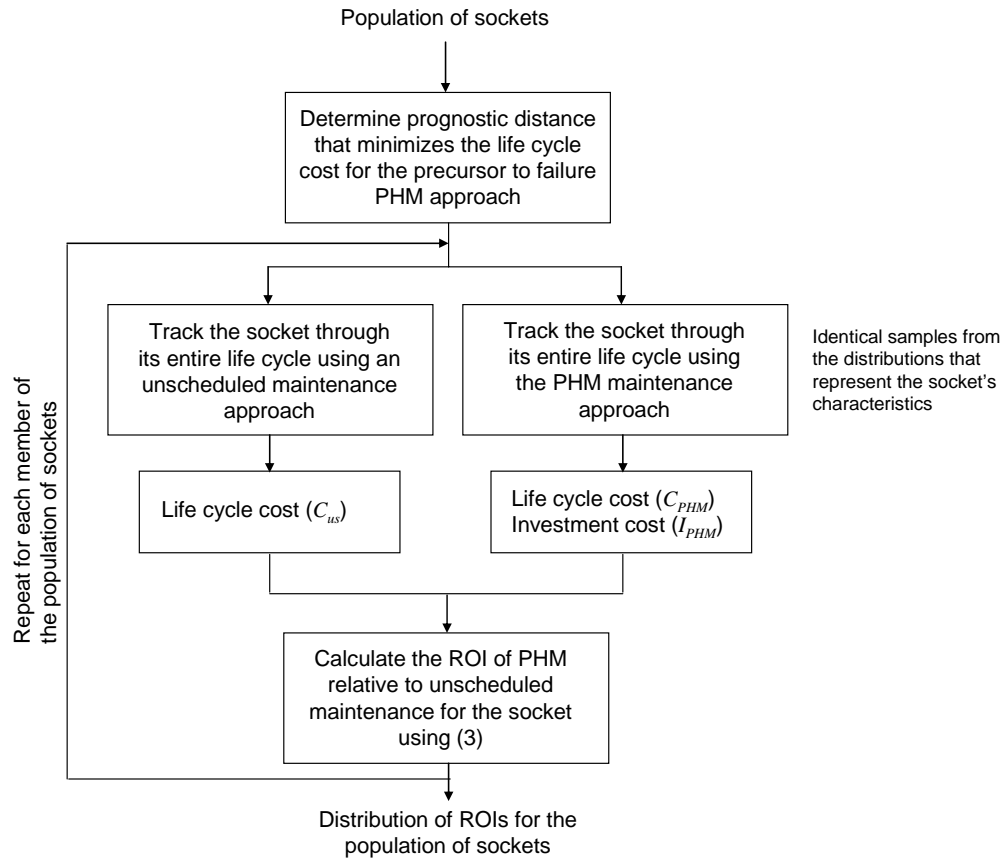 Population of sockets
Determine prognostic distance
that minimizes the life cycle
cost for the precursor to failure
PHM approach
Track the socket through
its entire life cycle using an
unscheduled maintenance
approach
Track the socket through
its entire life cycle using
the PHM maintenance
approach
Identical samples from
the distributions that
represent the socket's
characteristics
Life cycle cost (C_us)
Life cycle cost (C_PHM)
Investment cost (I_PHM)
Repeat for each member of
the population of sockets
Calculate the ROI of PHM
relative to unscheduled
maintenance for the socket
using (3)
Distribution of ROIs for the
population of sockets